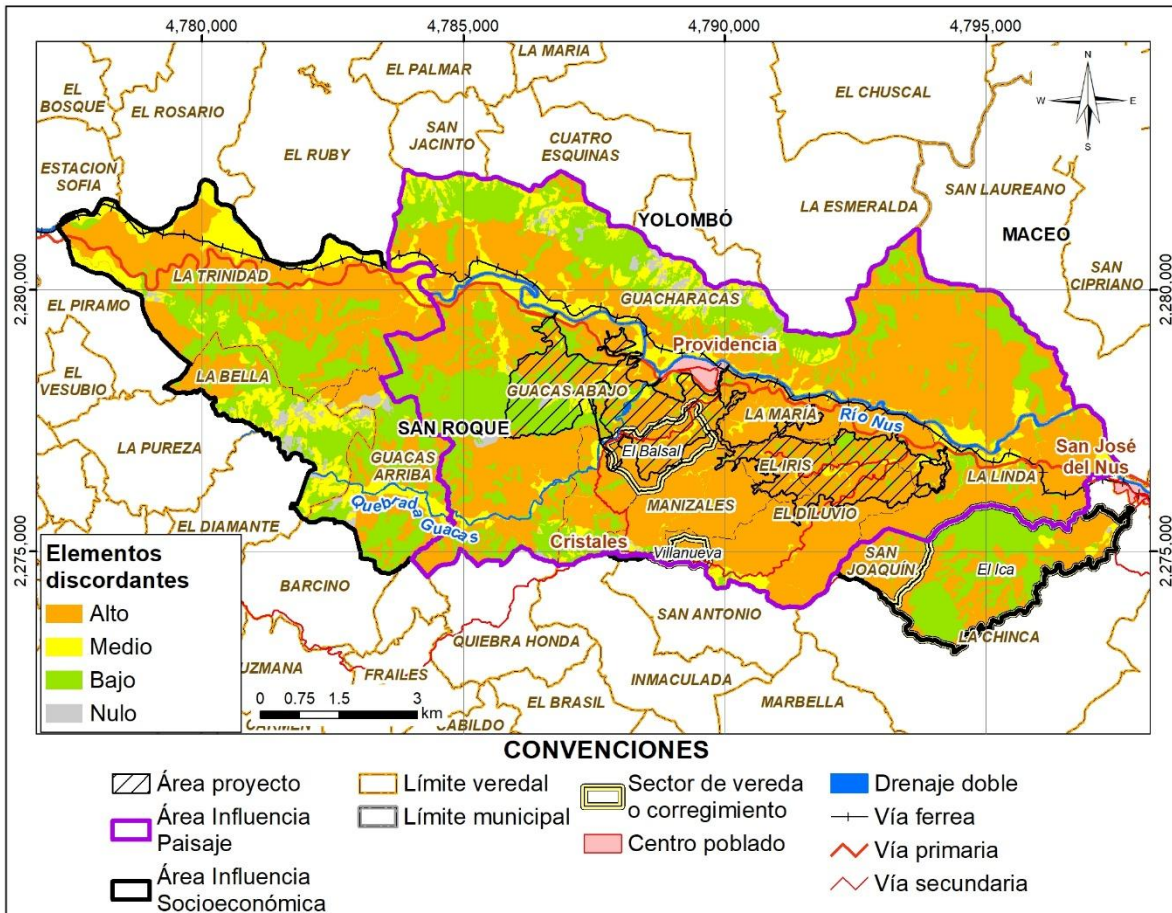 4,780,000
4,785,000
4,790,000
4,795,000
LA MARIA
EL PALMAR
EL BOSQUE
EL ROSARIO
EL CHUSCAL
N
W
E
S
SAN JACINTO
CUATRO ESQUINAS
EL RUBY
ESTACION SOFIA
SAN LAUREANO
LA ESMERALDA
YOLOMBÓ
MACEO
SAN CIPRIANO
2,280,000
2,280,000
LA TRINIDAD
EL PIRAMO
GUACHARACAS
Providencia
EL VESUBIO
LA BELLA
GUACAS ABAJO
LA MARIA
Río Nus
SAN ROQUE
LA PUREZA
El Balsal
GUACAS ARRIBA
EL IRIS
San José del Nus
LA LINDA
MANIZALES
EL DILUVIO
Quebrada Guacas
EL DIAMANTE
2,275,000
2,275,000
Cristales
Villanueva
SAN JOAQUÍN
El Ica
BARCINO
SAN ANTONIO
LA CHINCA
QUIEBRA HONDA
UZMANA
FRAILES
INMACULADA
MARBELLA
EL BRASIL
CABILDO
CARMEN
Elementos
discordantes
Alto
Medio
Bajo
Nulo
0 0.75 1.5 3
km
CONVENCIONES
Área proyecto
Área Influencia
Paisaje
Área Influencia
Socioeconómica
Límite veredal
Límite municipal
Sector de vereda
o corregimiento
Centro poblado
Drenaje doble
Vía ferrea
Vía primaria
Vía secundaria